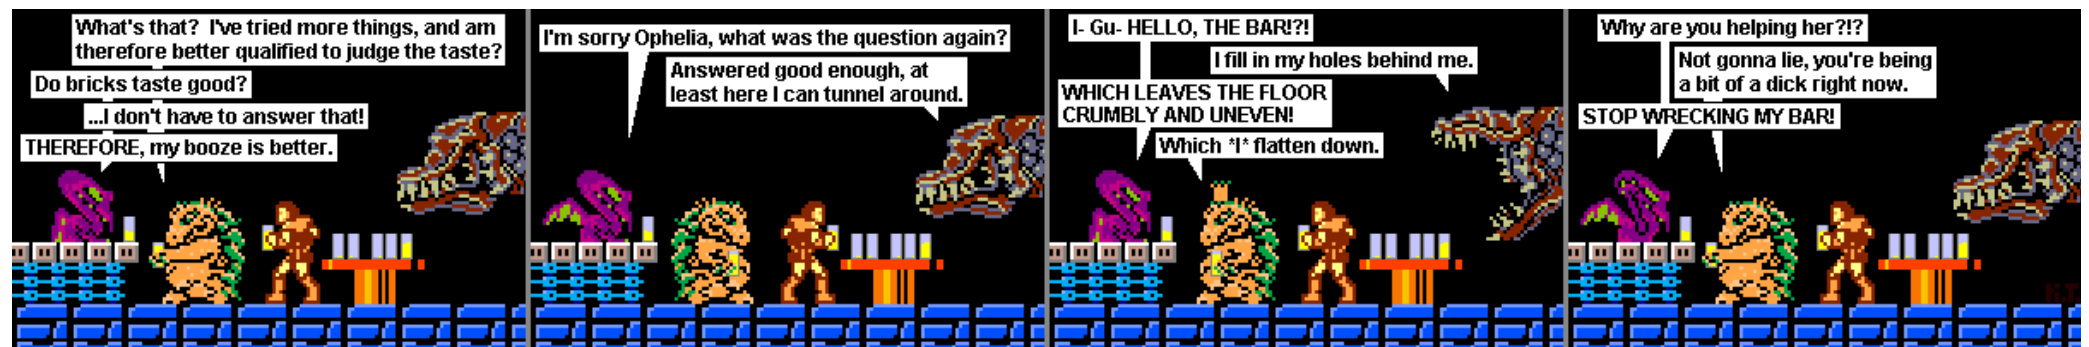 What's that?  I've tried more things, and am
therefore better qualified to judge the taste?
Do bricks taste good?
...I don't have to answer that!
THEREFORE, my booze is better.
I'm sorry Ophelia, what was the question again?
Answered good enough, at
least here I can tunnel around.
I- Gu- HELLO, THE BAR!?!
I fill in my holes behind me.
WHICH LEAVES THE FLOOR
CRUMBLY AND UNEVEN!
Which *I* flatten down.
Why are you helping her?!?
Not gonna lie, you're being
a bit of a dick right now.
STOP WRECKING MY BAR!